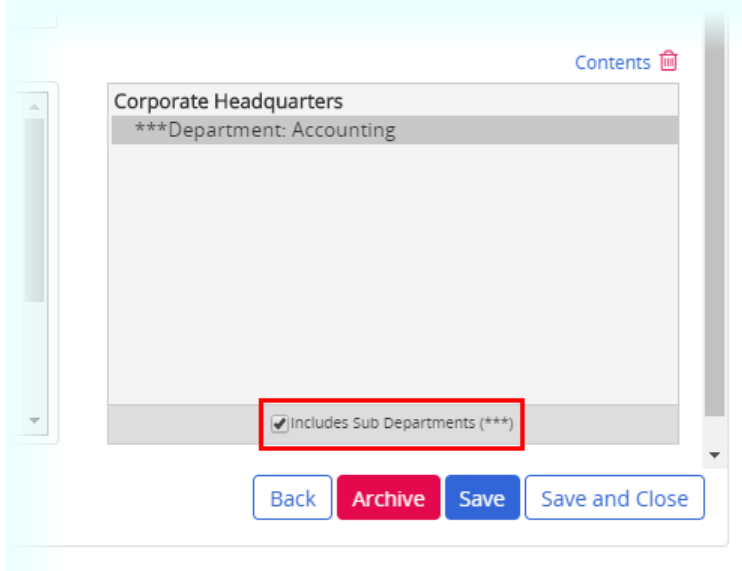 Contents
Corporate Headquarters
***Department: Accounting
Includes Sub Departments (***)
Back Archive Save Save and Close